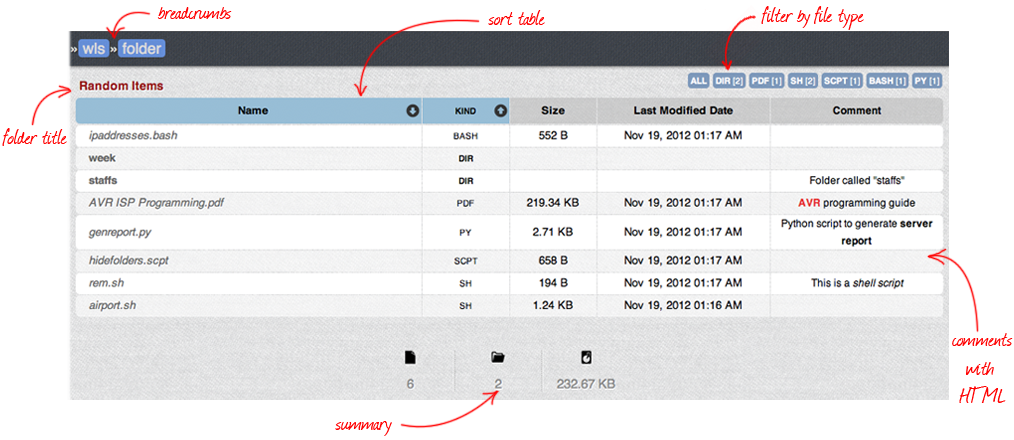 breadcrumbs
sort table
filter by file type
» wls » folder
Random Items
ALL DIR [2] PDF [1] SH [2] SCPT [1] BASH [1] PY [1]
folder title
Name KIND Size Last Modified Date Comment
ipaddresses.bash BASH 552 B Nov 19, 2012 01:17 AM
week DIR
staffs DIR Folder called "staffs"
AVR ISP Programming.pdf PDF 219.34 KB Nov 19, 2012 01:17 AM AVR programming guide
genreport.py PY 2.71 KB Nov 19, 2012 01:17 AM Python script to generate server
report
hidefolders.scpt SCPT 658 B Nov 19, 2012 01:17 AM
rem.sh SH 194 B Nov 19, 2012 01:17 AM This is a shell script
airport.sh SH 1.24 KB Nov 19, 2012 01:16 AM
comments
with
HTML
6 2 232.67 KB
summary